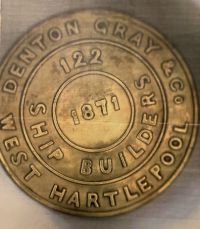 DENTON GRAY & Co
WEST HARTLEPOOL
122
SHIP BUILDERS
1871